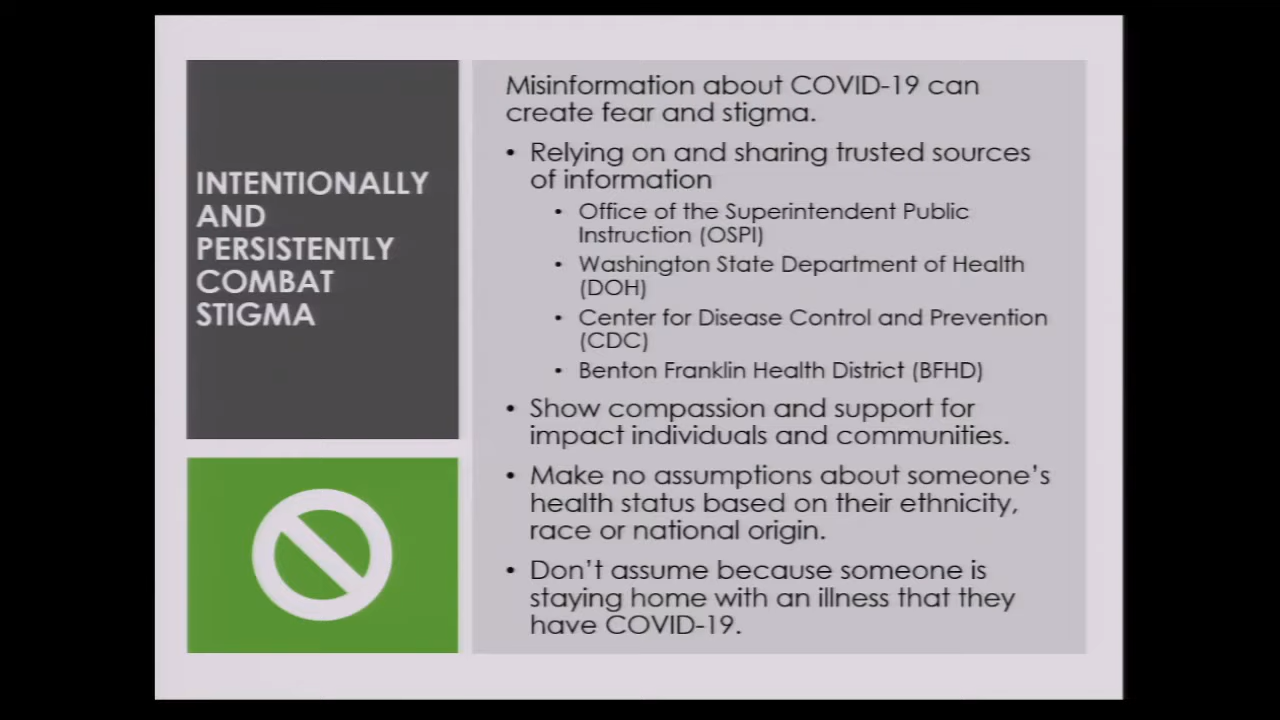 INTENTIONALLY
AND
PERSISTENTLY
COMBAT
STIGMA
Misinformation about COVID-19 can
create fear and stigma.
• Relying on and sharing trusted sources
of information
• Office of the Superintendent Public
Instruction (OSPI)
• Washington State Department of Health
(DOH)
• Center for Disease Control and Prevention
(CDC)
• Benton Franklin Health District (BFHD)
• Show compassion and support for
impact individuals and communities.
• Make no assumptions about someone's
health status based on their ethnicity,
race or national origin.
• Don't assume because someone is
staying home with an illness that they
have COVID-19.